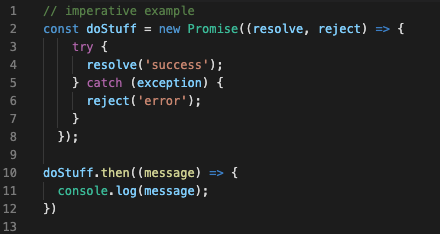 1 // imperative example
2 const doStuff = new Promise((resolve, reject) => {
3     try {
4       resolve('success');
5     } catch (exception) {
6       reject('error');
7     }
8   });
9
10 doStuff.then((message) => {
11   console.log(message);
12 })
13